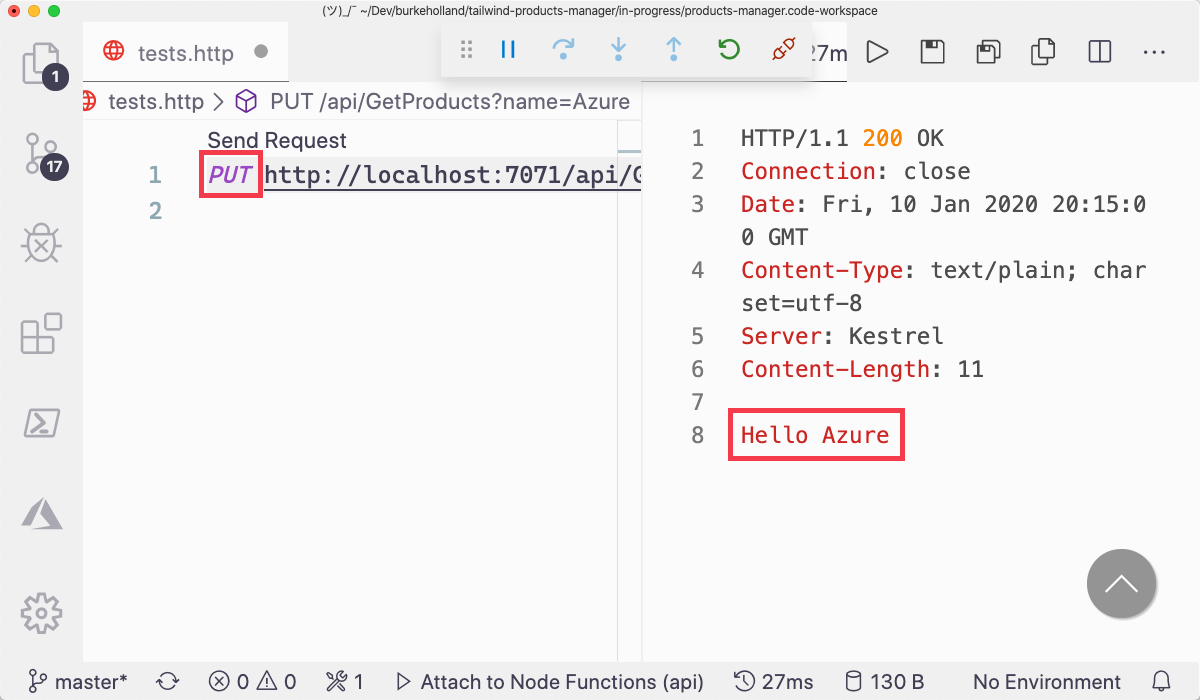 (ツ)_/¯ ~/Dev/burkeholland/tailwind-products-manager/in-progress/products-manager.code-workspace
1
17
tests.http
27m
tests.http > PUT /api/GetProducts?name=Azure
Send Request
1 PUT http://localhost:7071/api/G
2
1 HTTP/1.1 200 OK
2 Connection: close
3 Date: Fri, 10 Jan 2020 20:15:0
0 GMT
4 Content-Type: text/plain; char
set=utf-8
5 Server: Kestrel
6 Content-Length: 11
7
8 Hello Azure
master* 0 0 1 Attach to Node Functions (api) 27ms 130 B No Environment